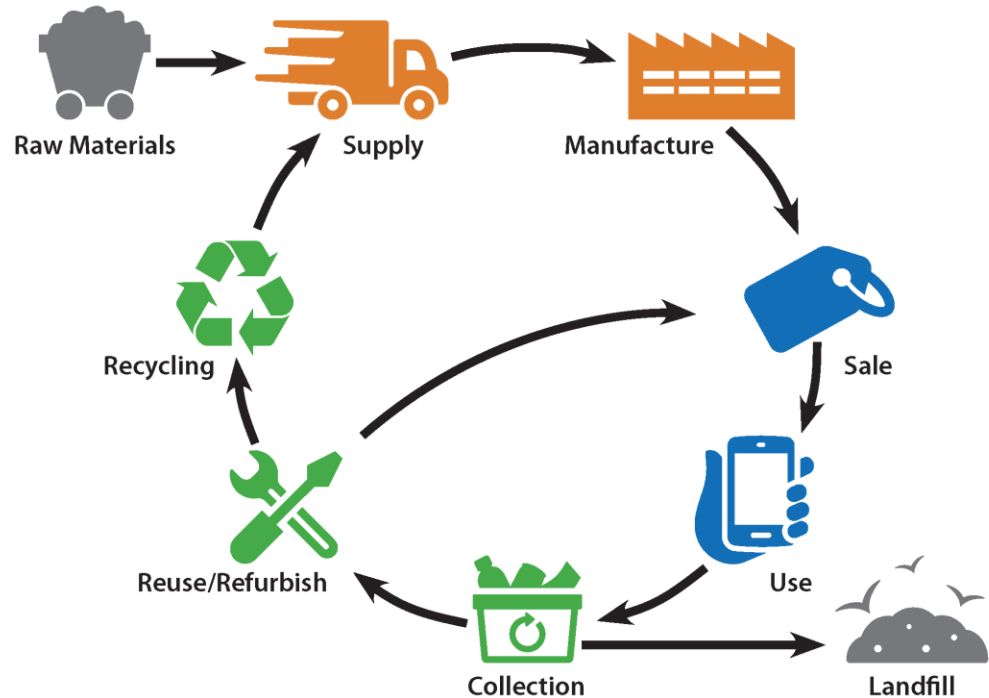 Raw Materials
Supply
Manufacture
Recycling
Sale
Reuse/Refurbish
Use
Collection
Landfill